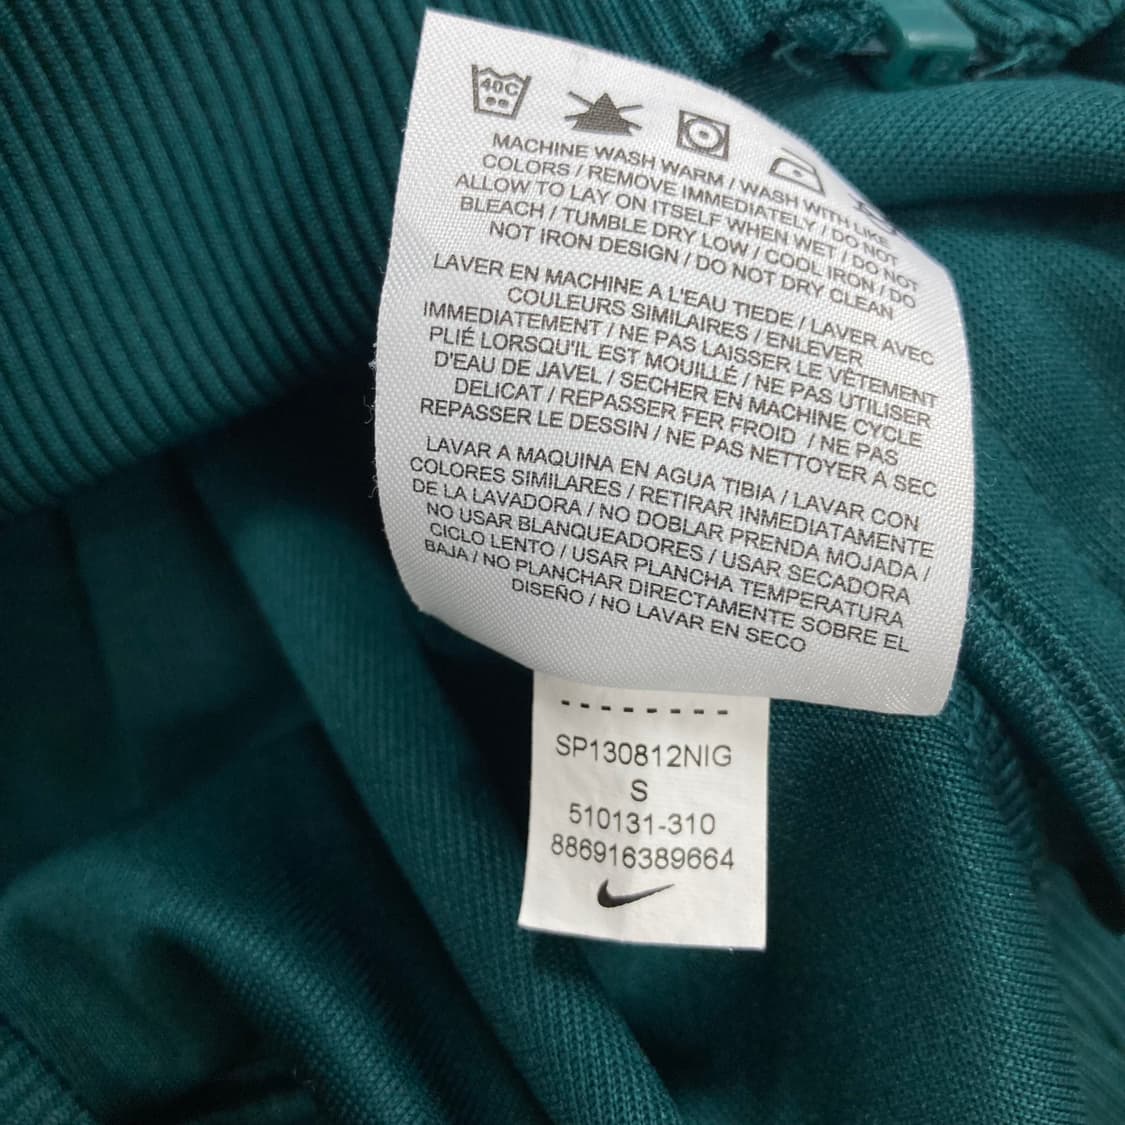 40C
MACHINE WASH WARM / WASH WITH LIKE
COLORS / REMOVE IMMEDIATELY / DO NOT
ALLOW TO LAY ON ITSELF WHEN WET / DO NOT
BLEACH / TUMBLE DRY LOW / COOL IRON / DO
NOT IRON DESIGN / DO NOT DRY CLEAN
LAVER EN MACHINE A L'EAU TIEDE / LAVER AVEC
COULEURS SIMILAIRES / ENLEVER
IMMEDIATEMENT / NE PAS LAISSER LE VÊTEMENT
PLIÉ LORSQU'IL EST MOUILLÉ / NE PAS UTILISER
D'EAU DE JAVEL / SECHER EN MACHINE CYCLE
DELICAT / REPASSER FER FROID / NE PAS
REPASSER LE DESSIN / NE PAS NETTOYER A SEC
LAVAR A MAQUINA EN AGUA TIBIA / LAVAR CON
COLORES SIMILARES / RETIRAR INMEDIATAMENTE
DE LA LAVADORA / NO DOBLAR PRENDA MOJADA /
NO USAR BLANQUEADORES / USAR SECADORA
CICLO LENTO / USAR PLANCHA TEMPERATURA
BAJA / NO PLANCHAR DIRECTAMENTE SOBRE EL
DISEÑO / NO LAVAR EN SECO
SP130812NIG
S
510131-310
886916389664